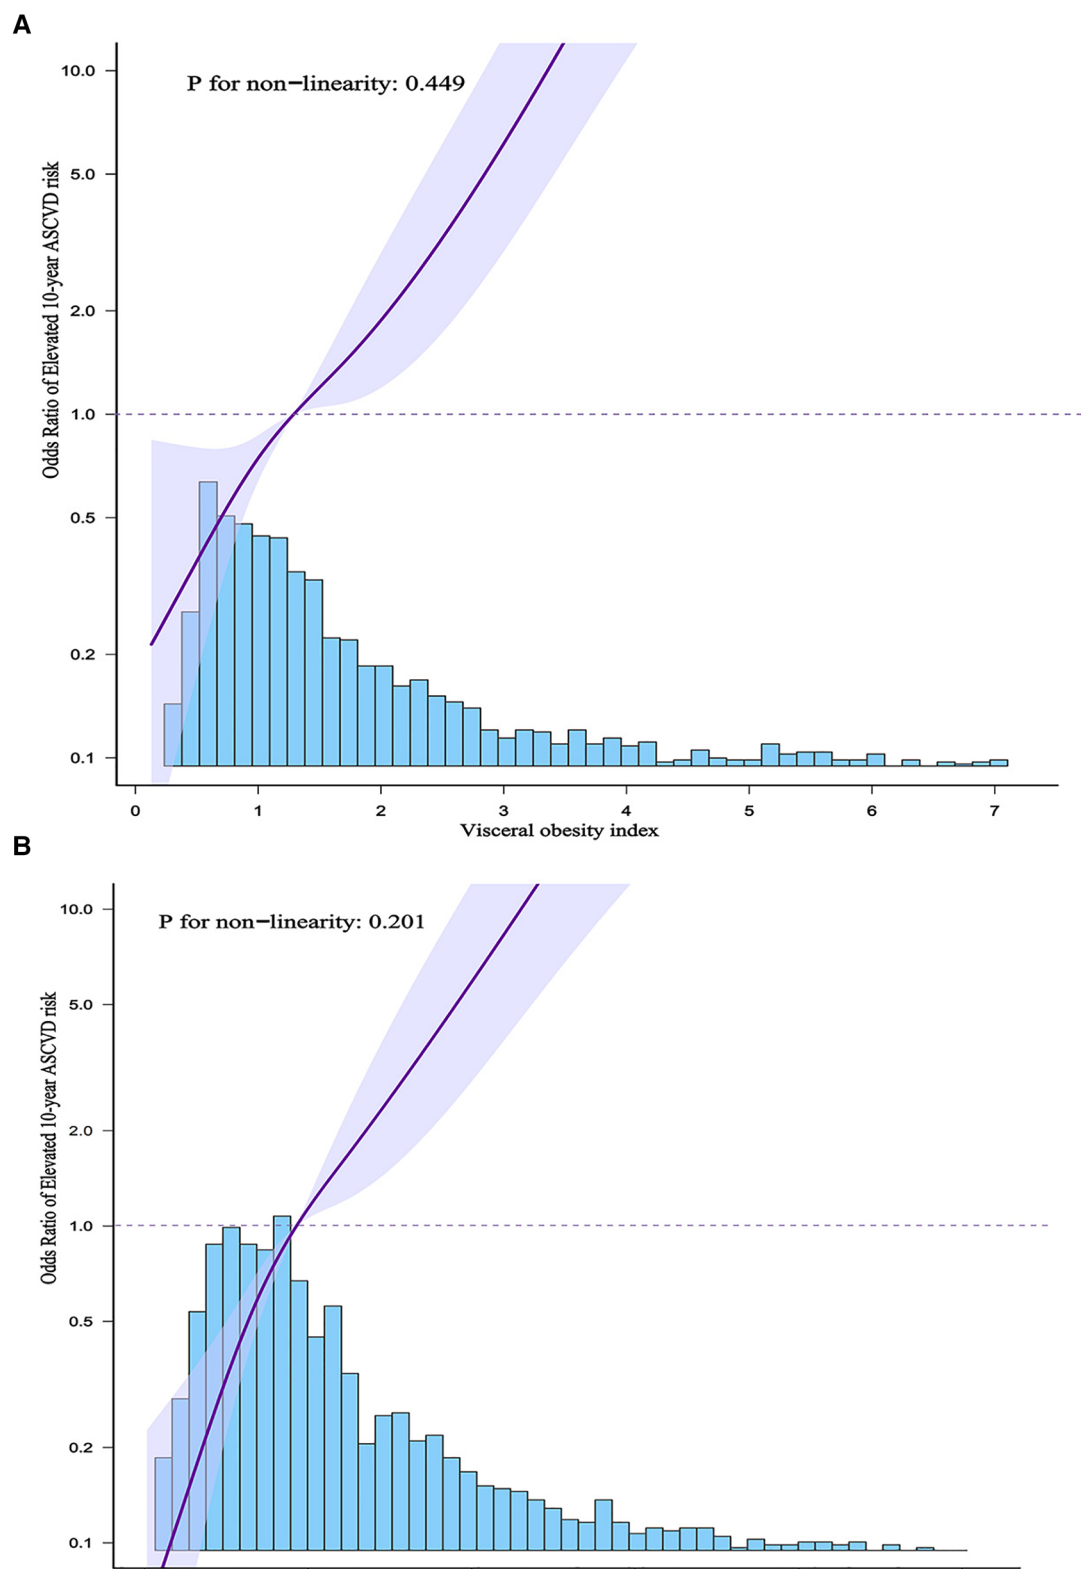 A
P for non−linearity: 0.449
Odds Ratio of Elevated 10-year ASCVD risk
10.0
5.0
2.0
1.0
0.5
0.2
0.1
0 1 2 3 4 5 6 7
Visceral obesity index
B
P for non−linearity: 0.201
Odds Ratio of Elevated 10-year ASCVD risk
10.0
5.0
2.0
1.0
0.5
0.2
0.1